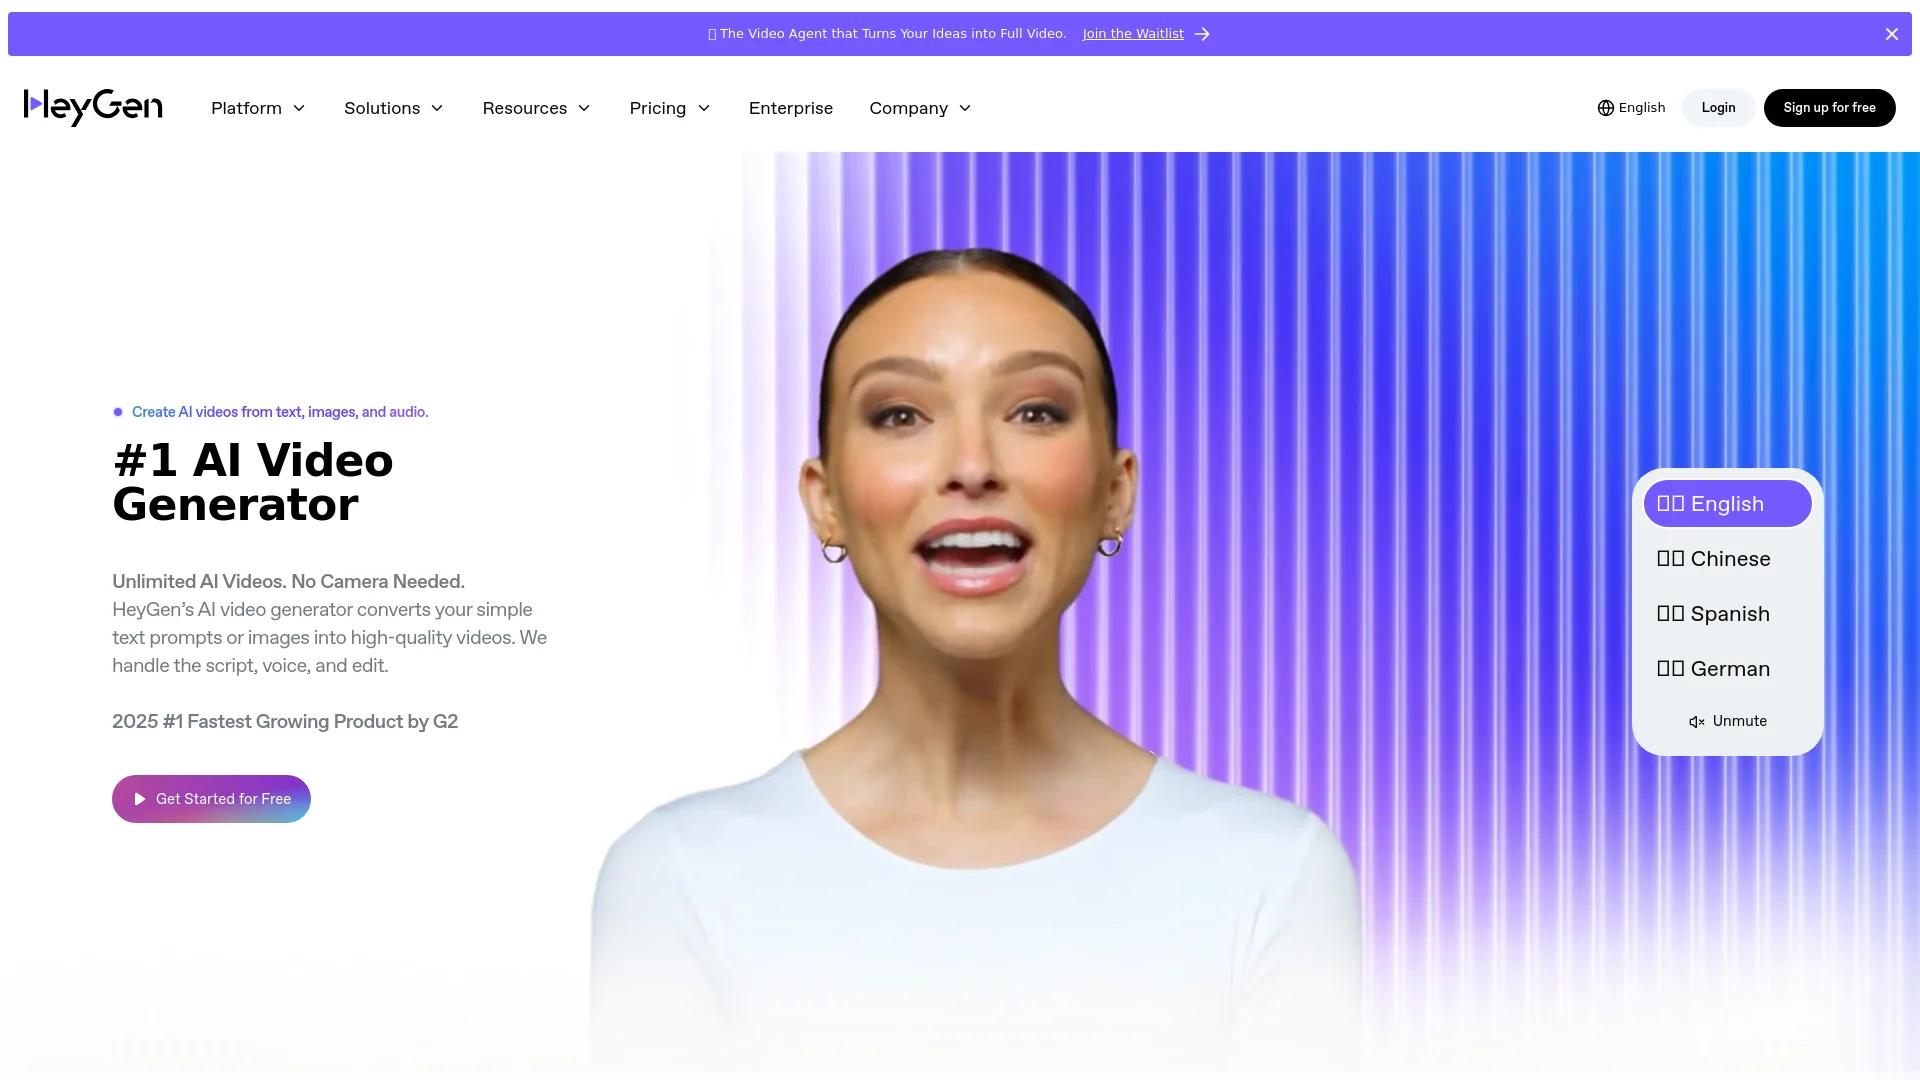 The Video Agent that Turns Your Ideas into Full Video. Join the Waitlist
HeyGen
Platform
Solutions
Resources
Pricing
Enterprise
Company
English
Login
Sign up for free
Create AI videos from text, images, and audio.
#1 AI Video
Generator
Unlimited AI Videos. No Camera Needed.
HeyGen’s AI video generator converts your simple
text prompts or images into high-quality videos. We
handle the script, voice, and edit.
2025 #1 Fastest Growing Product by G2
Get Started for Free
English
Chinese
Spanish
German
Unmute